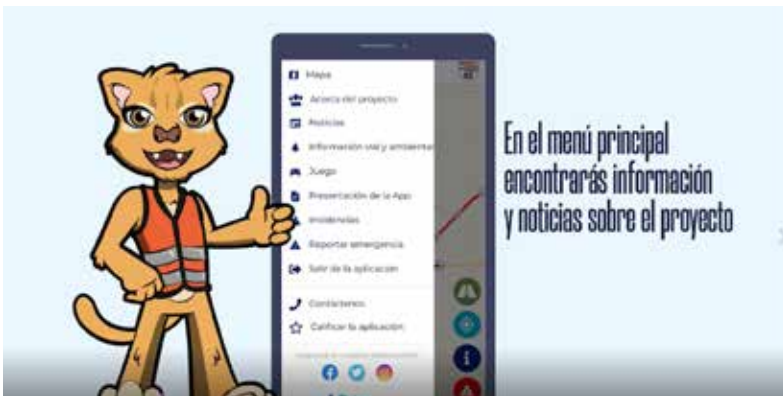 Mapa
Acerca del proyecto
Noticias
Información vial y ambiental
Juego
Presentación de la App
Incidencias
Reportar emergencia
Salir de la aplicación
Contáctenos
Calificar la aplicación
En el menú principal
encontrarás información
y noticias sobre el proyecto